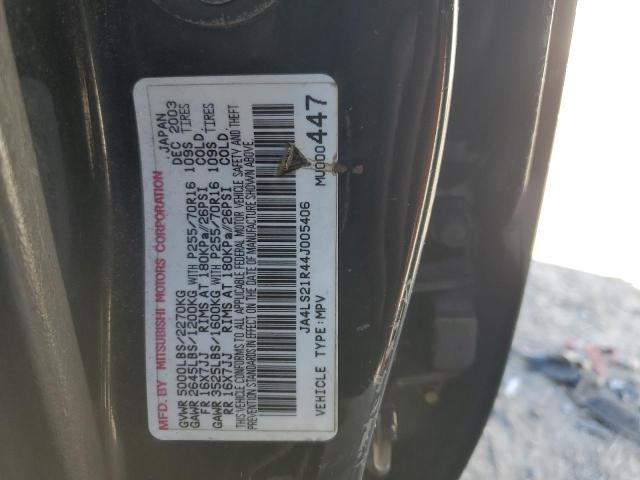 MFD. BY MITSUBISHI MOTORS CORPORATION JAPAN
GVWR 5000LBS/2270KG DEC 2003
GAWR 2645LBS/1200KG WITH P255/70R16 109S TIRES
FR 16X7JJ RIMS AT 180KPa//26PSI COLD.
GAWR 3525LBS/1600KG WITH P255/70R16 109S TIRES
RR 16X7JJ RIMS AT 180KPa//26PSI COLD.
THIS VEHICLE CONFORMS TO ALL APPLICABLE FEDERAL MOTOR VEHICLE SAFETY AND THEFT
PREVENTION STANDARDS IN EFFECT ON THE DATE OF MANUFACTURE SHOWN ABOVE.
JA4LS21R44J005406
VEHICLE TYPE:MPV MU000447